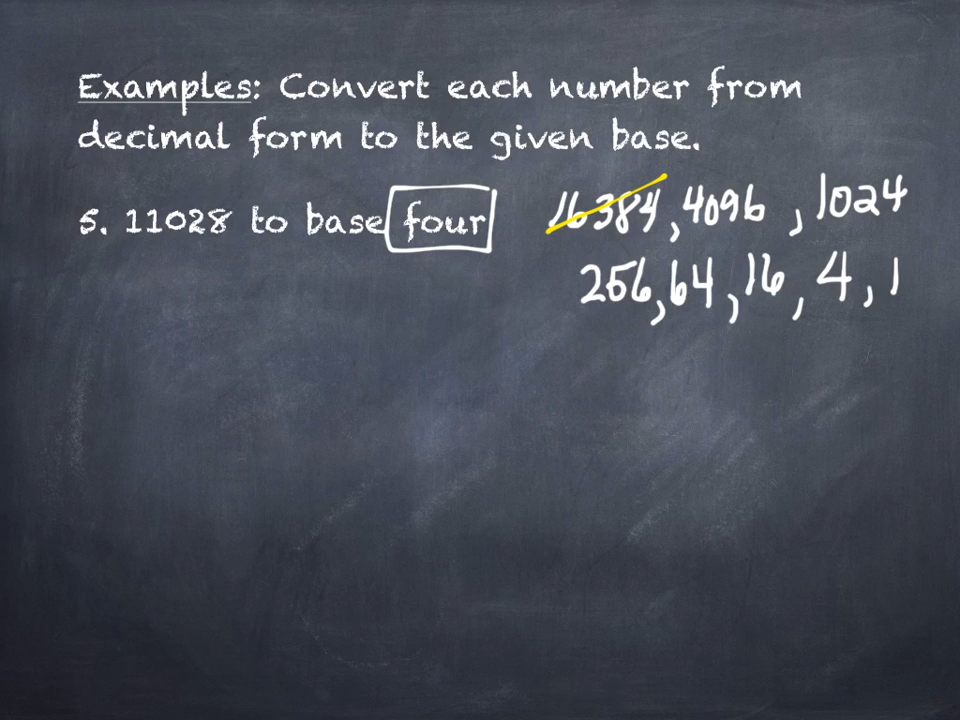 Examples: Convert each number from
decimal form to the given base.
5. 11028 to base four
16384, 4096, 1024
256, 64, 16, 4, 1